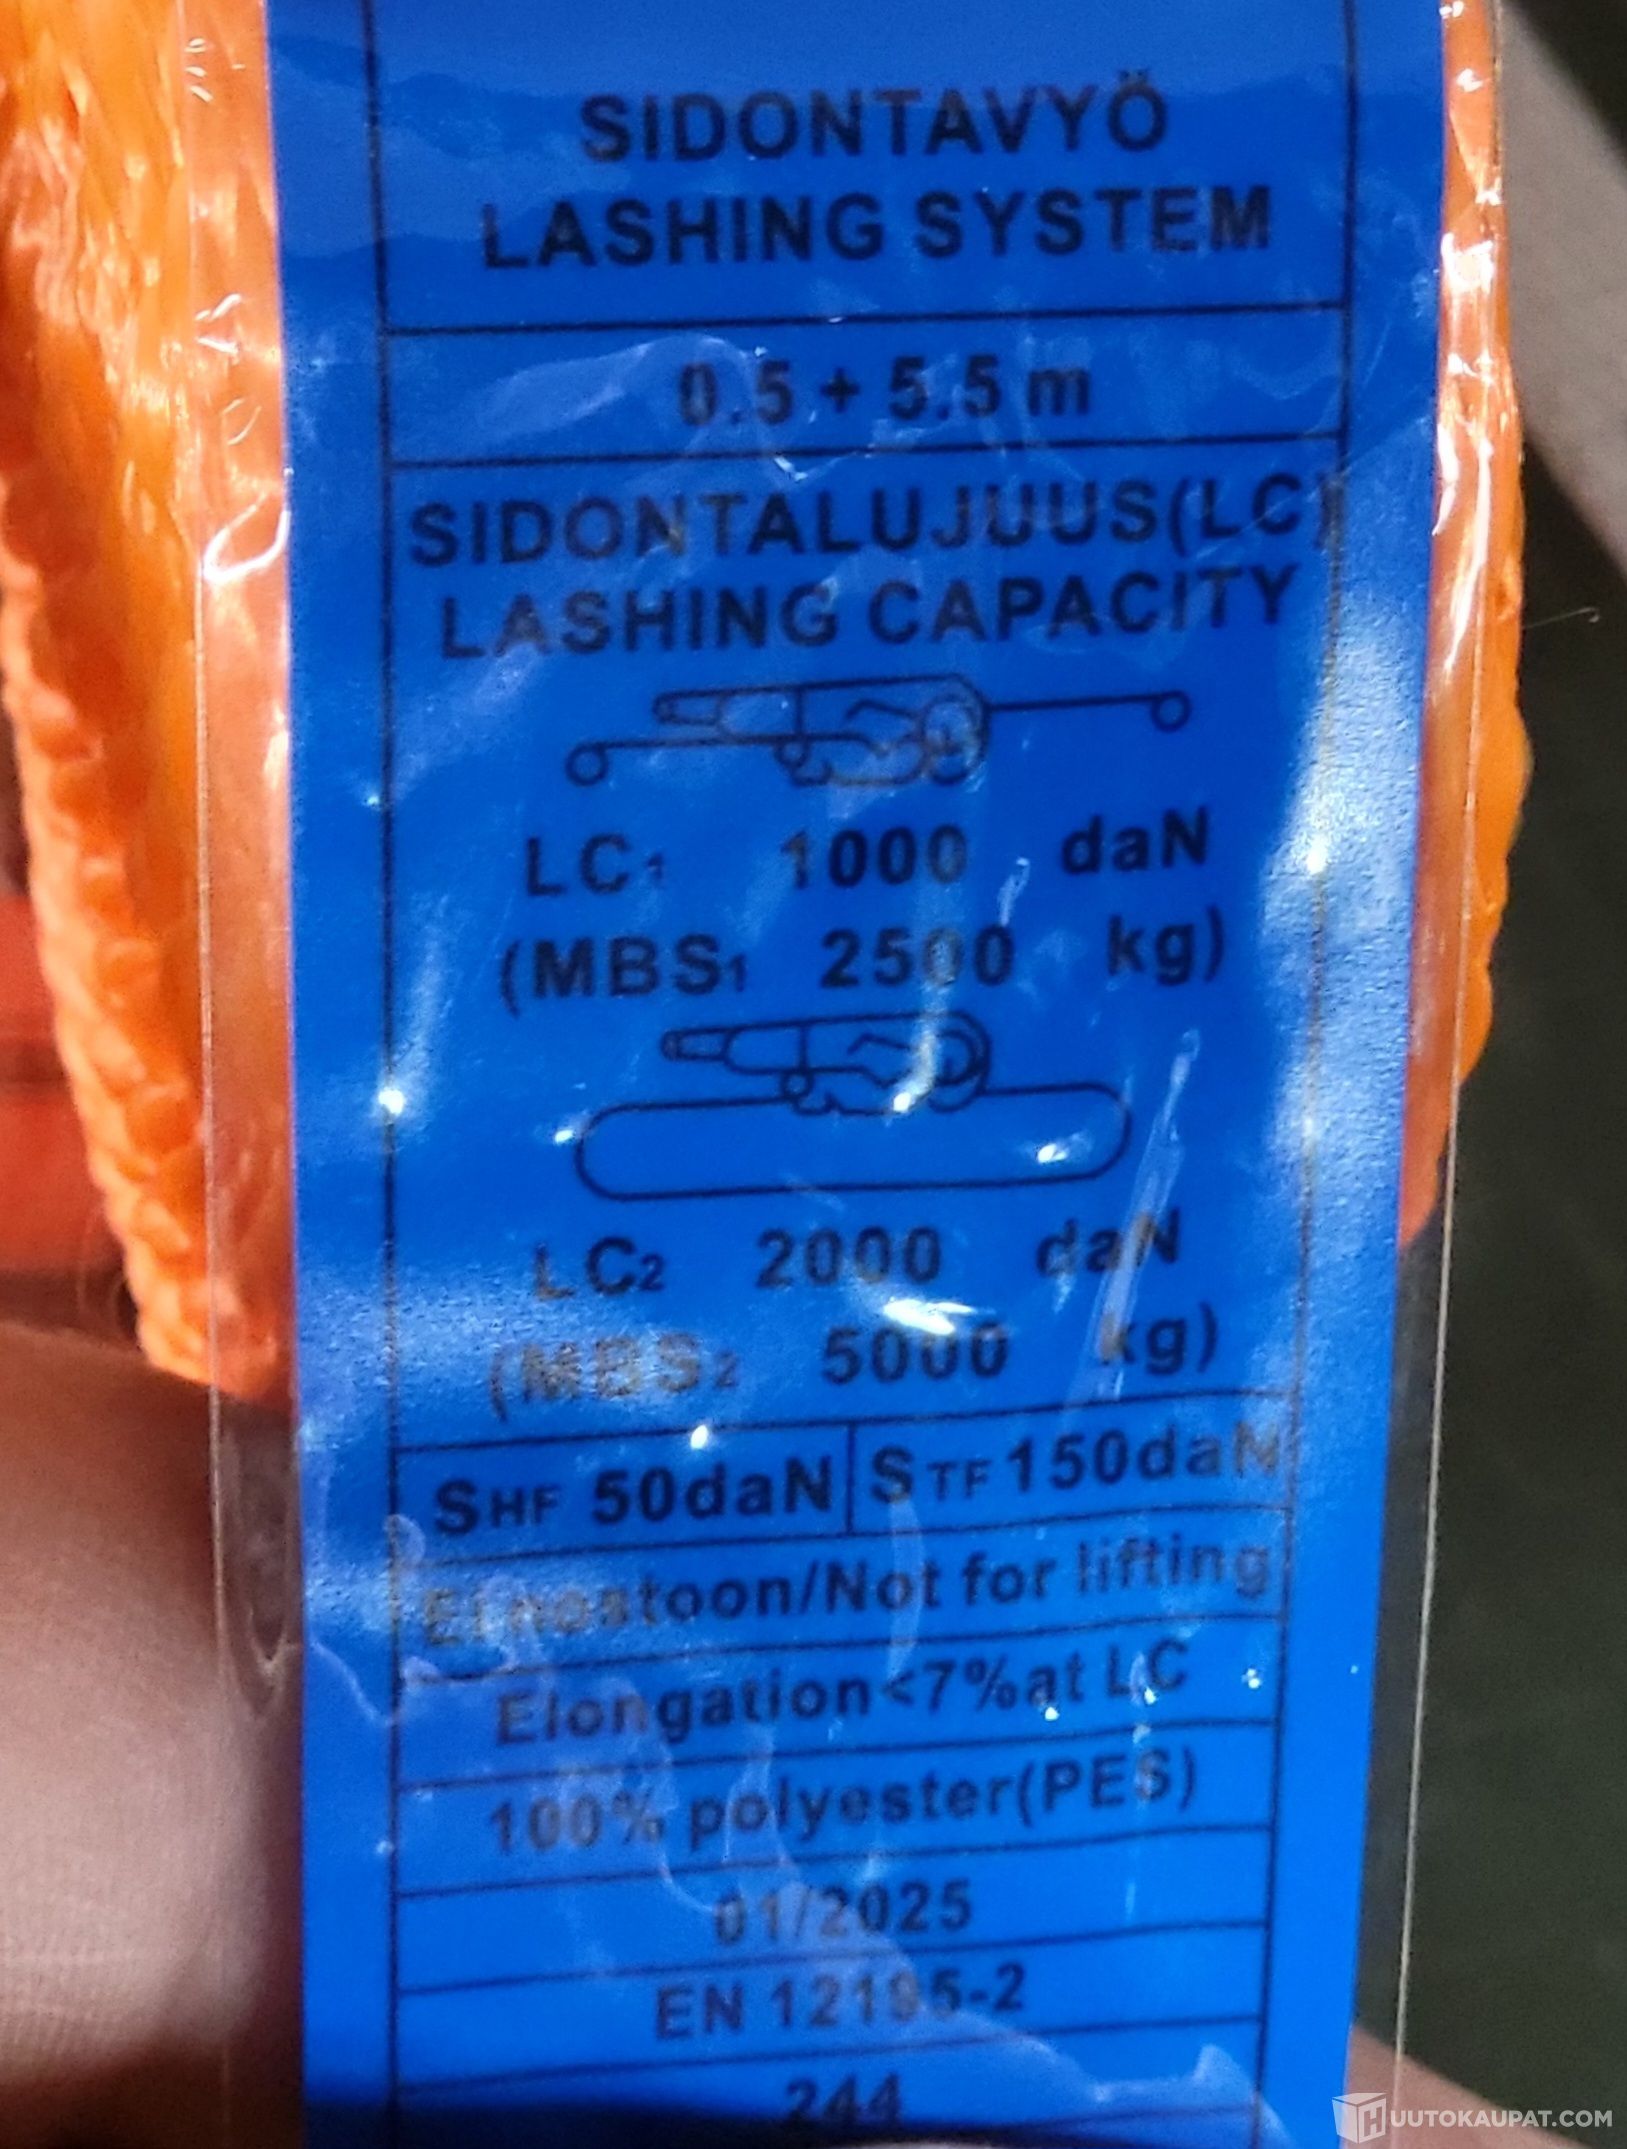 SIDONTAVYÖ
LASHING SYSTEM
0.5 + 5.5 m
SIDONTALUJUUS(LC)
LASHING CAPACITY
LC1 1000 daN
(MBS1 2500 kg)
LC2 2000 daN
(MBS2 5000 kg)
SHF 50daN STF 150daN
Ei nostoon/Not for lifting
Elongation<7%at LC
100% polyester(PES)
01/2025
EN 12195-2
244
HUUTOKAUPAT.COM